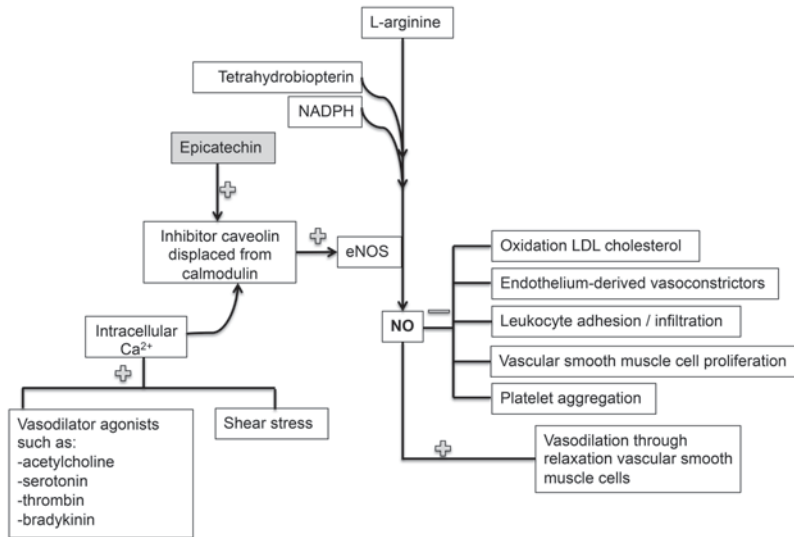 L-arginine
Tetrahydrobiopterin
NADPH
Epicatechin
Inhibitor caveolin
displaced from
calmodulin
eNOS
Oxidation LDL cholesterol
Endothelium-derived vasoconstrictors
Leukocyte adhesion / infiltration
Vascular smooth muscle cell proliferation
Platelet aggregation
NO
Intracellular
Ca²⁺
Vasodilator agonists
such as:
-acetylcholine
-serotonin
-thrombin
-bradykinin
Shear stress
Vasodilation through
relaxation vascular smooth
muscle cells